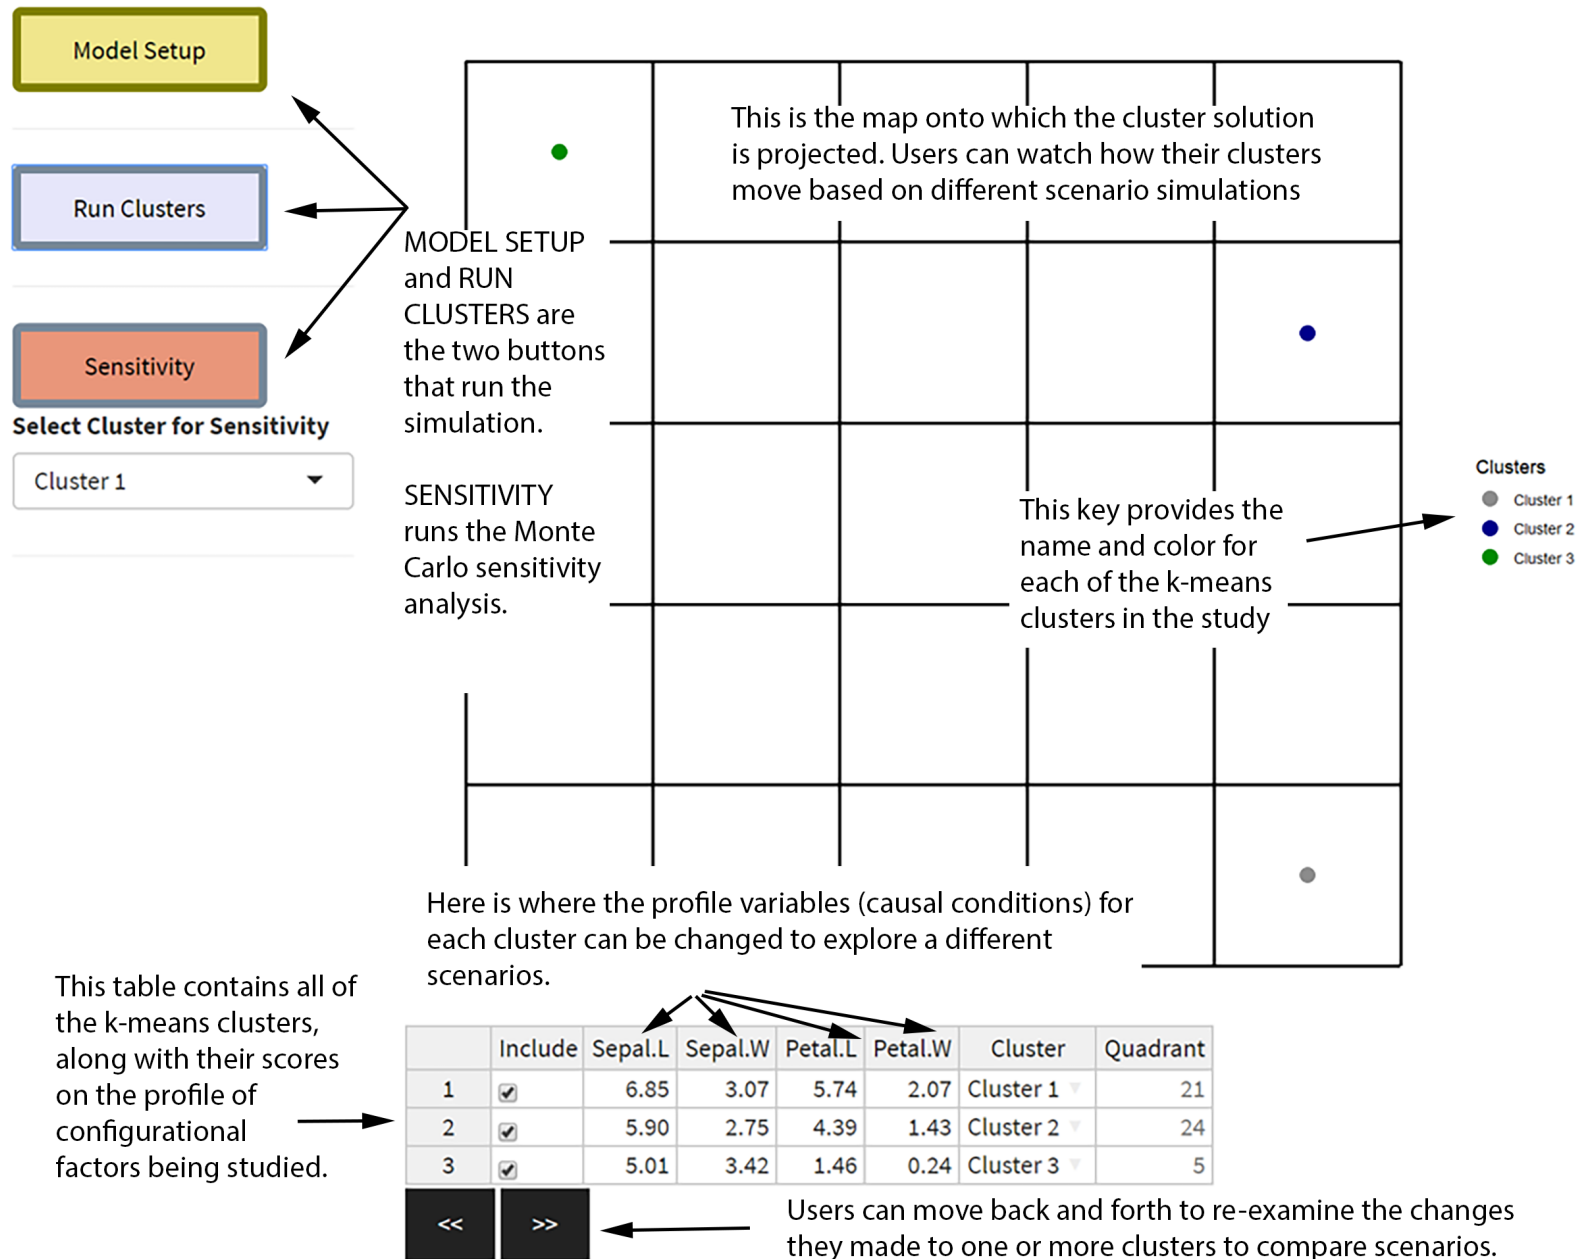 Model Setup
Run Clusters
Sensitivity
Select Cluster for Sensitivity
Cluster 1
MODEL SETUP
and RUN
CLUSTERS are
the two buttons
that run the
simulation.
SENSITIVITY
runs the Monte
Carlo sensitivity
analysis.
This is the map onto which the cluster solution
is projected. Users can watch how their clusters
move based on different scenario simulations
This key provides the
name and color for
each of the k-means
clusters in the study
Clusters
Cluster 1
Cluster 2
Cluster 3
Here is where the profile variables (causal conditions) for
each cluster can be changed to explore a different
scenarios.
This table contains all of
the k-means clusters,
along with their scores
on the profile of
configurational
factors being studied.
Include Sepal.L Sepal.W Petal.L Petal.W Cluster Quadrant
1 6.85 3.07 5.74 2.07 Cluster 1 21
2 5.90 2.75 4.39 1.43 Cluster 2 24
3 5.01 3.42 1.46 0.24 Cluster 3 5
<< >>
Users can move back and forth to re-examine the changes
they made to one or more clusters to compare scenarios.